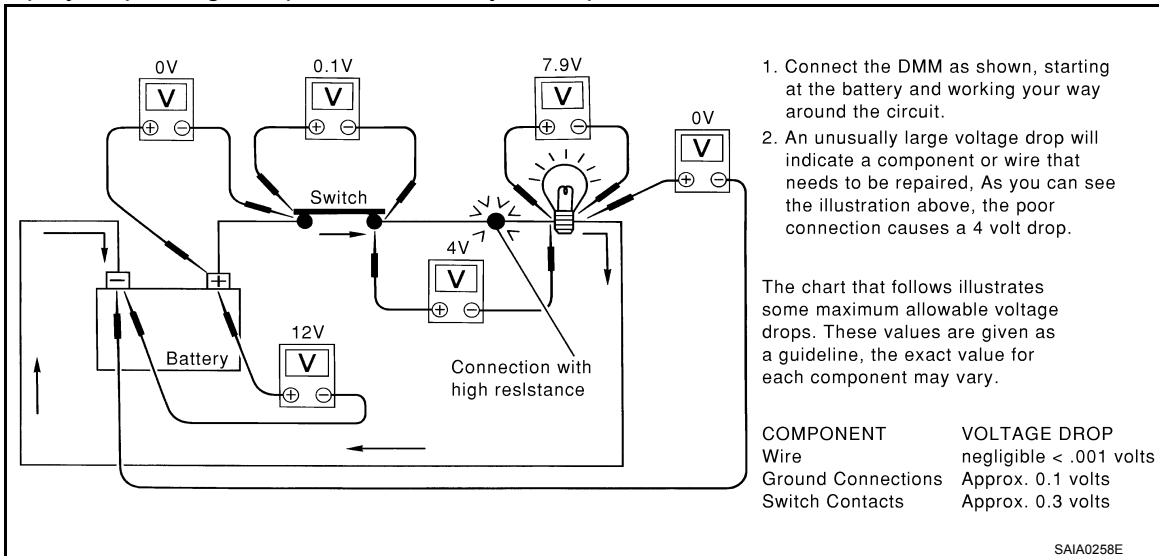 0V
0.1V
7.9V
0V
V
V
V
V
Switch
4V
V
12V
V
Battery
Connection with
high reslstance
1. Connect the DMM as shown, starting
at the battery and working your way
around the circuit.
2. An unusually large voltage drop will
indicate a component or wire that
needs to be repaired, As you can see
the illustration above, the poor
connection causes a 4 volt drop.
The chart that follows illustrates
some maximum allowable voltage
drops. These values are given as
a guideline, the exact value for
each component may vary.
COMPONENT VOLTAGE DROP
Wire negligible < .001 volts
Ground Connections Approx. 0.1 volts
Switch Contacts Approx. 0.3 volts
SAIA0258E